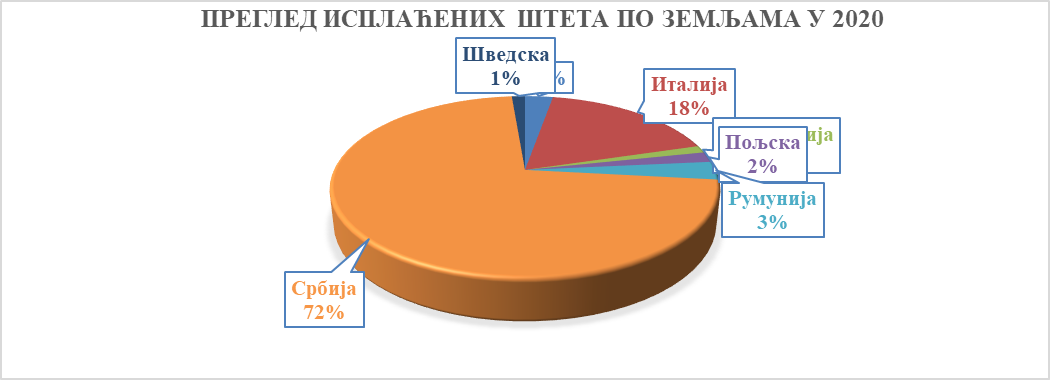 ПРЕГЛЕД ИСПЛАЋЕНИХ ШТЕТА ПО ЗЕМЉАМА У 2020
Шведска
1%
%
Италија
18%
Пољска
2%
Румунија
3%
Србија
72%